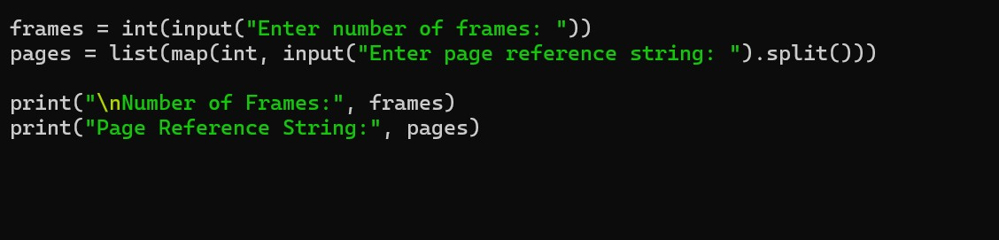 frames = int(input("Enter number of frames: "))
pages = list(map(int, input("Enter page reference string: ").split()))

print("\nNumber of Frames:", frames)
print("Page Reference String:", pages)